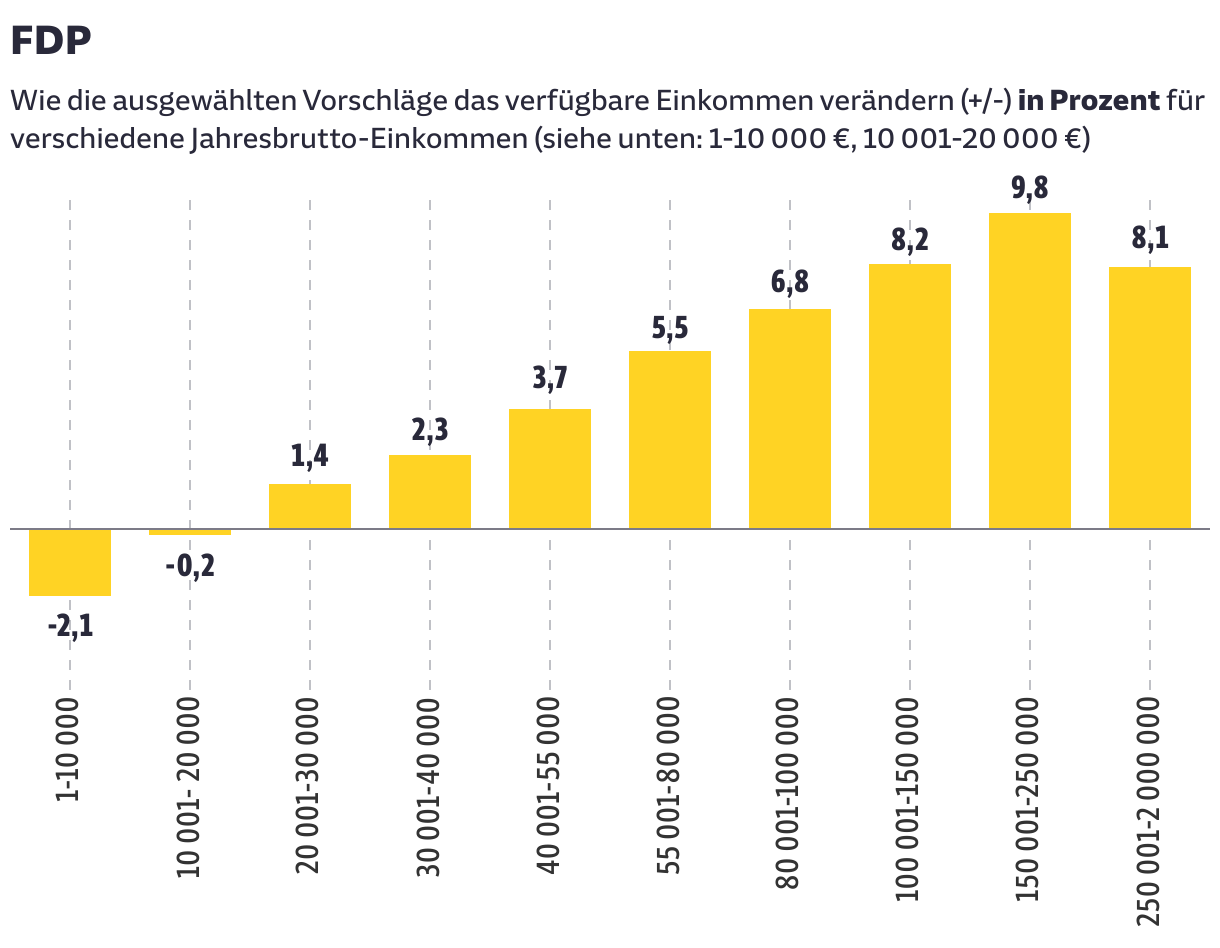 FDP
Wie die ausgewählten Vorschläge das verfügbare Einkommen verändern (+/-) in Prozent für
verschiedene Jahresbrutto-Einkommen (siehe unten: 1-10 000 €, 10 001-20 000 €)
-2,1
-0,2
1,4
2,3
3,7
5,5
6,8
8,2
9,8
8,1
1-10 000
10 001- 20 000
20 001-30 000
30 001-40 000
40 001-55 000
55 001-80 000
80 001-100 000
100 001-150 000
150 001-250 000
250 001-2 000 000